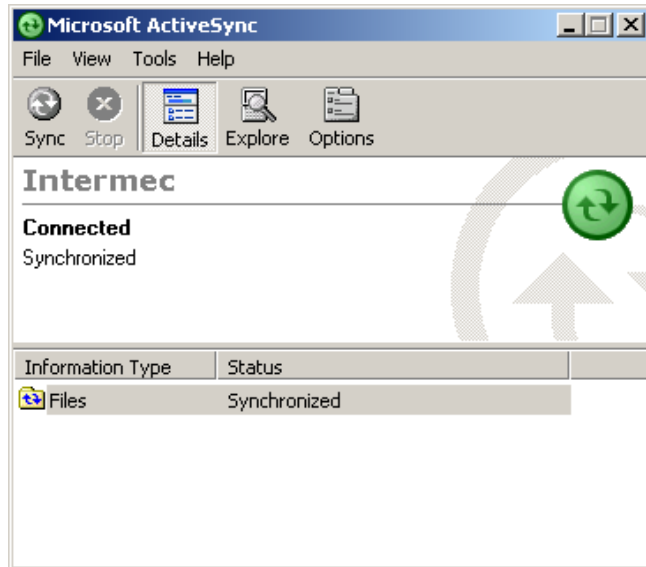 Microsoft ActiveSync
File View Tools Help
Sync Stop Details Explore Options
Intermec
Connected
Synchronized
Information Type Status
Files Synchronized